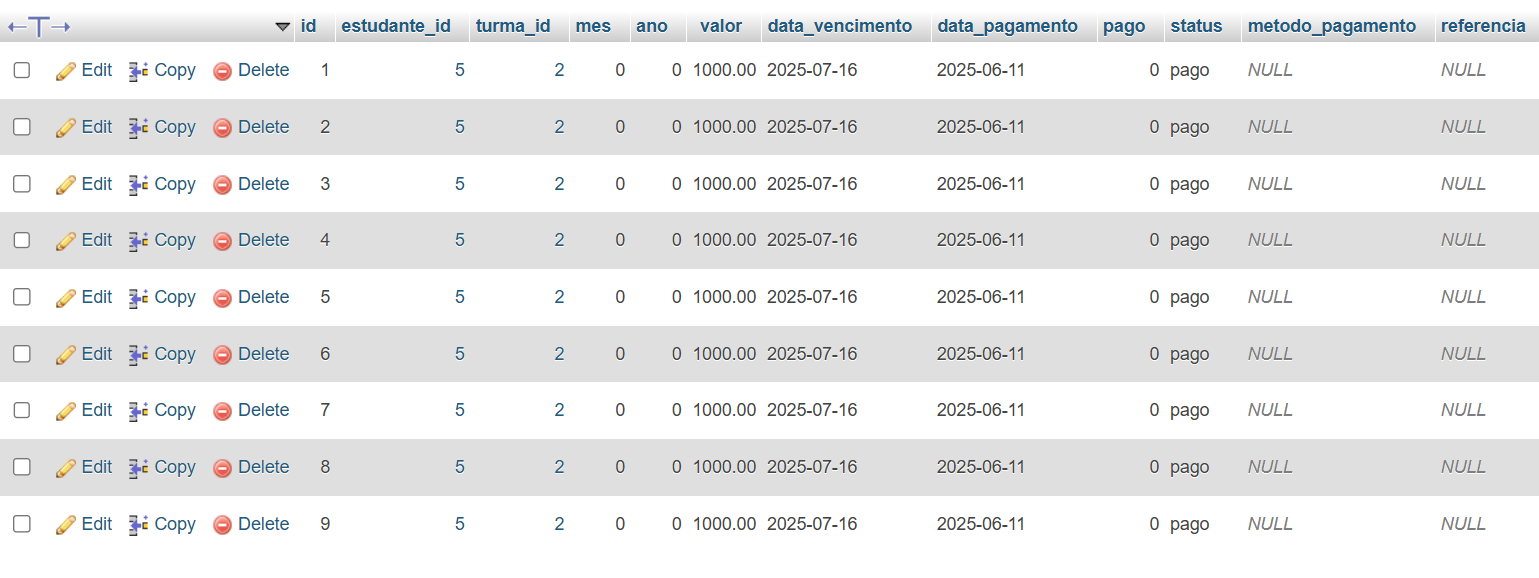 id estudante_id turma_id mes ano valor data_vencimento data_pagamento pago status metodo_pagamento referencia
Edit Copy Delete 1 5 2 0 0 1000.00 2025-07-16 2025-06-11 0 pago NULL NULL
Edit Copy Delete 2 5 2 0 0 1000.00 2025-07-16 2025-06-11 0 pago NULL NULL
Edit Copy Delete 3 5 2 0 0 1000.00 2025-07-16 2025-06-11 0 pago NULL NULL
Edit Copy Delete 4 5 2 0 0 1000.00 2025-07-16 2025-06-11 0 pago NULL NULL
Edit Copy Delete 5 5 2 0 0 1000.00 2025-07-16 2025-06-11 0 pago NULL NULL
Edit Copy Delete 6 5 2 0 0 1000.00 2025-07-16 2025-06-11 0 pago NULL NULL
Edit Copy Delete 7 5 2 0 0 1000.00 2025-07-16 2025-06-11 0 pago NULL NULL
Edit Copy Delete 8 5 2 0 0 1000.00 2025-07-16 2025-06-11 0 pago NULL NULL
Edit Copy Delete 9 5 2 0 0 1000.00 2025-07-16 2025-06-11 0 pago NULL NULL